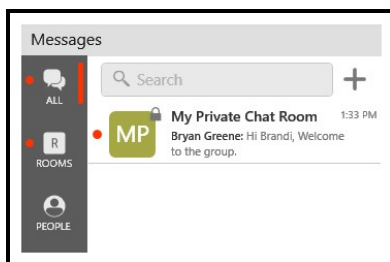 Messages
Search
ALL
MP
My Private Chat Room 1:33 PM
Bryan Greene: Hi Brandi, Welcome
to the group.
R
ROOMS
PEOPLE